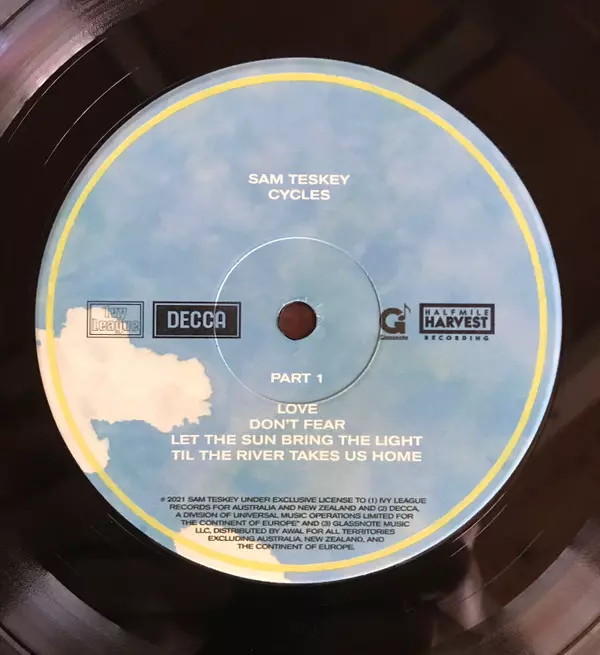 SAM TESKEY
CYCLES
Ivy
League
DECCA
G
Glassnote
HALFMILE
HARVEST
RECORDING
PART 1
LOVE
DON'T FEAR
LET THE SUN BRING THE LIGHT
TIL THE RIVER TAKES US HOME
℗ 2021 SAM TESKEY UNDER EXCLUSIVE LICENSE TO (1) IVY LEAGUE
RECORDS FOR AUSTRALIA AND NEW ZEALAND AND (2) DECCA,
A DIVISION OF UNIVERSAL MUSIC OPERATIONS LIMITED FOR
THE CONTINENT OF EUROPE" AND (3) GLASSNOTE MUSIC
LLC, DISTRIBUTED BY AWAL FOR ALL TERRITORIES
EXCLUDING AUSTRALIA, NEW ZEALAND, AND
THE CONTINENT OF EUROPE.